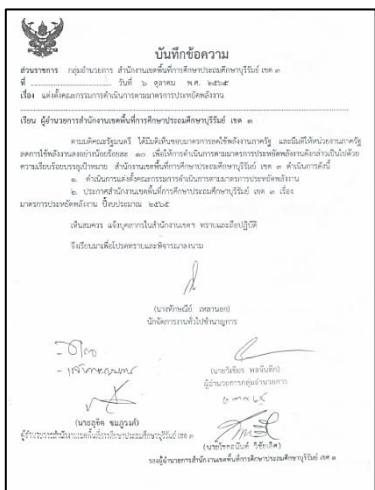 บันทึกข้อความ
ส่วนราชการ กลุ่มอำนวยการ สำนักงานเขตพื้นที่การศึกษาประถมศึกษาบุรีรัมย์ เขต ๓
ที่ วันที่ ๖ ตุลาคม พ.ศ. ๒๕๖๕
เรื่อง แต่งตั้งคณะกรรมการดำเนินการตามมาตรการประหยัดพลังงาน
เรียน ผู้อำนวยการสำนักงานเขตพื้นที่การศึกษาประถมศึกษาบุรีรัมย์ เขต ๓
ตามมติคณะรัฐมนตรี ได้มีมติเห็นชอบมาตรการลดใช้พลังงานภาครัฐ และมีมติให้หน่วยงานภาครัฐ
ลดการใช้พลังงานลงอย่างน้อยร้อยละ ๑๐ เพื่อให้การดำเนินการตามมาตรการประหยัดพลังงานดังกล่าวเป็นไปด้วย
ความเรียบร้อยบรรลุเป้าหมาย สำนักงานเขตพื้นที่การศึกษาประถมศึกษาบุรีรัมย์ เขต ๓ ดำเนินการดังนี้
๑. ดำเนินการแต่งตั้งคณะกรรมการดำเนินการตามมาตรการประหยัดพลังงาน
๒. ประกาศสำนักงานเขตพื้นที่การศึกษาประถมศึกษาบุรีรัมย์ เขต ๓ เรื่อง
มาตรการประหยัดพลังงาน ปีงบประมาณ ๒๕๖๕
เห็นสมควร แจ้งบุคลากรในสำนักงานเขตฯ ทราบและถือปฏิบัติ
จึงเรียนมาเพื่อโปรดทราบและพิจารณาลงนาม
(นางทักษณีย์ เหลานอก)
นักจัดการงานทั่วไปชำนาญการ
(นายวิเชียร พลจันทึก)
ผู้อำนวยการกลุ่มอำนวยการ
ผู้อำนวยการสำนักงานเขตพื้นที่การศึกษาประถมศึกษาบุรีรัมย์ เขต ๓
รองผู้อำนวยการสำนักงานเขตพื้นที่การศึกษาประถมศึกษาบุรีรัมย์ เขต ๓